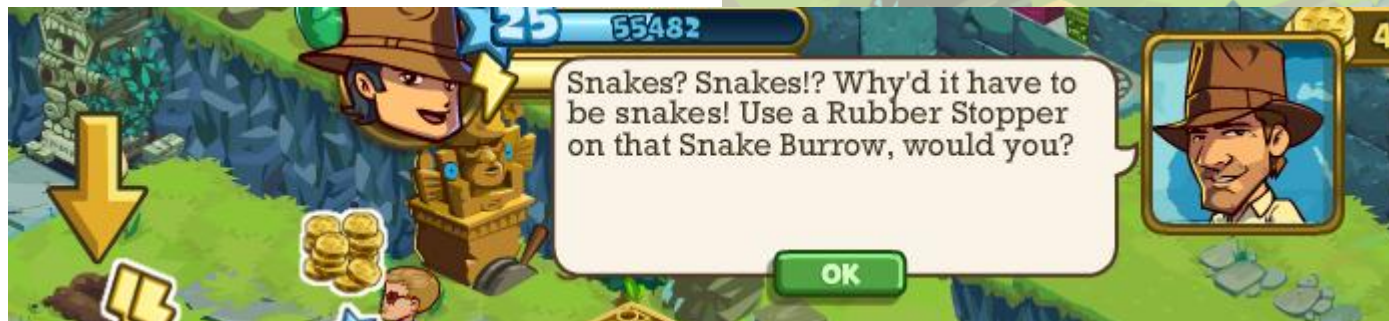 25 55482
Snakes? Snakes!? Why'd it have to
be snakes! Use a Rubber Stopper
on that Snake Burrow, would you?
OK
4